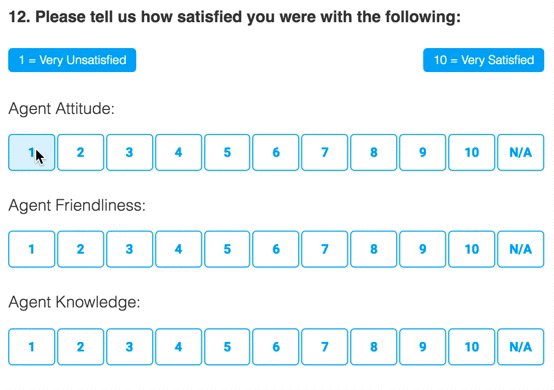 12. Please tell us how satisfied you were with the following:
1 = Very Unsatisfied 10 = Very Satisfied
Agent Attitude:
1 2 3 4 5 6 7 8 9 10 N/A
Agent Friendliness:
1 2 3 4 5 6 7 8 9 10 N/A
Agent Knowledge:
1 2 3 4 5 6 7 8 9 10 N/A